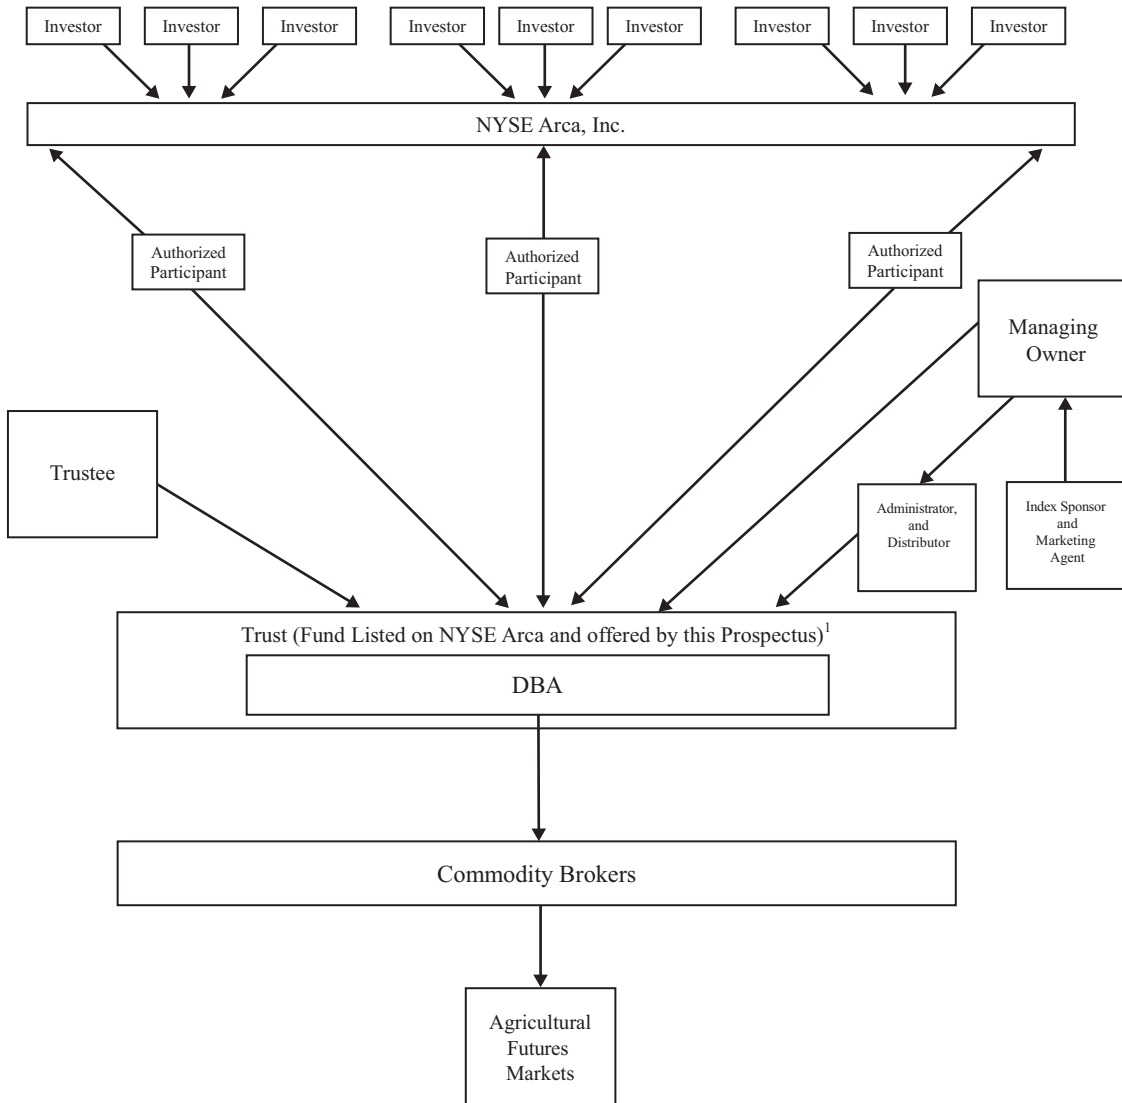 Investor
Investor
Investor
Investor
Investor
Investor
Investor
Investor
Investor
NYSE Arca, Inc.
Authorized
Participant
Authorized
Participant
Authorized
Participant
Managing
Owner
Trustee
Administrator,
and
Distributor
Index Sponsor
and
Marketing
Agent
Trust (Fund Listed on NYSE Arca and offered by this Prospectus)¹
DBA
Commodity Brokers
Agricultural
Futures
Markets